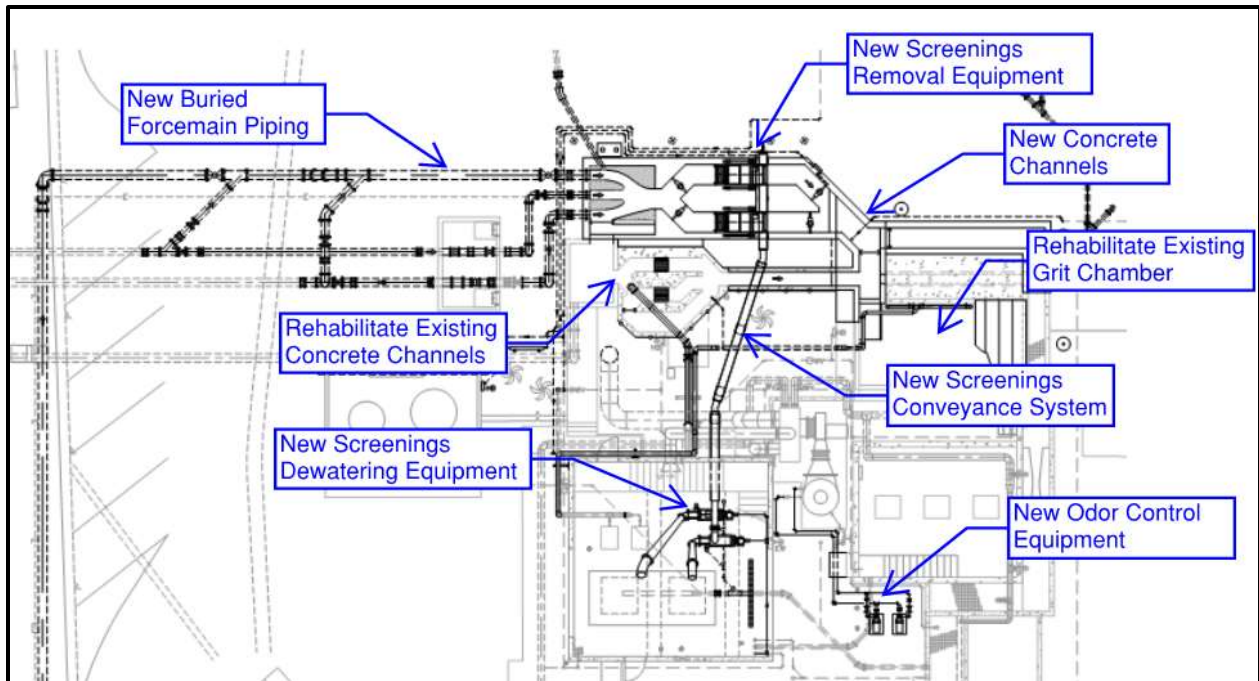 New Screenings
Removal Equipment
New Buried
Forcemain Piping
New Concrete
Channels
Rehabilitate Existing
Grit Chamber
Rehabilitate Existing
Concrete Channels
New Screenings
Conveyance System
New Screenings
Dewatering Equipment
New Odor Control
Equipment